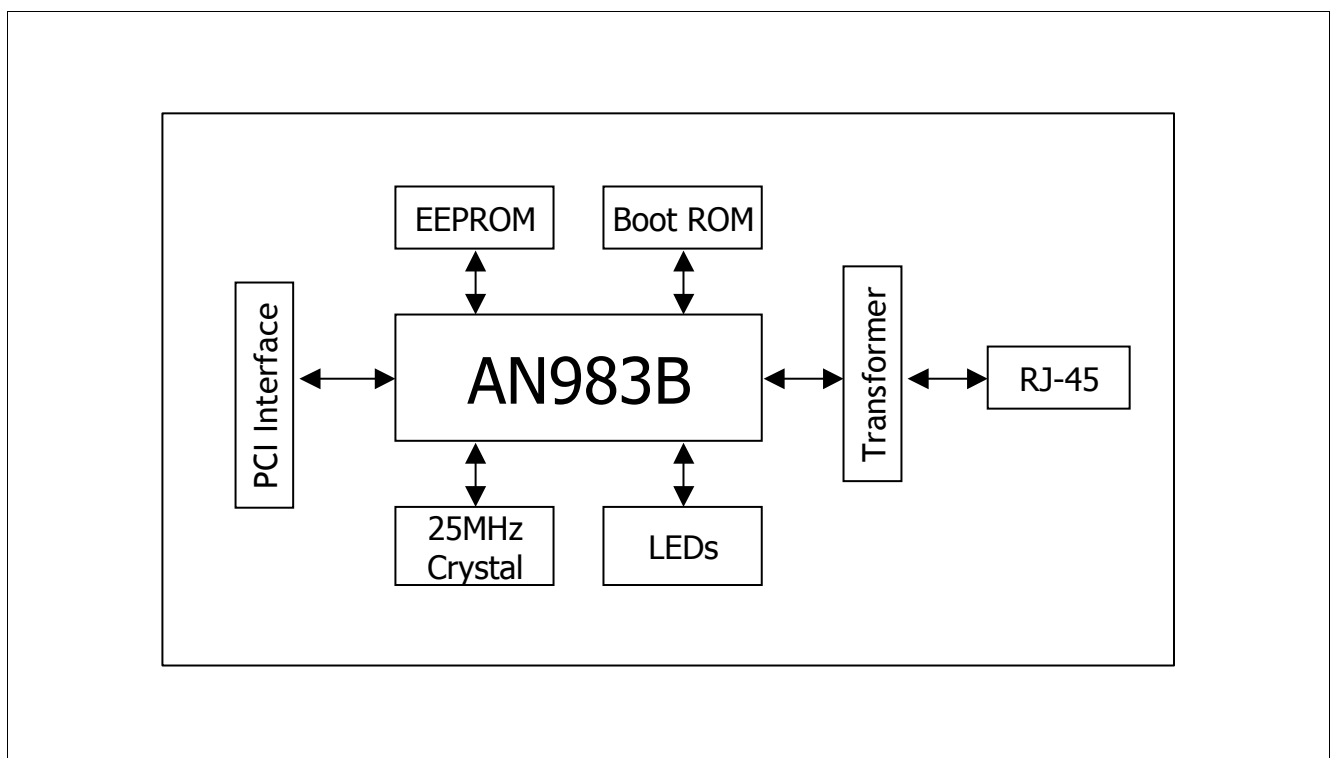 EEPROM
Boot ROM
PCI Interface
AN983B
Transformer
RJ-45
25MHz
Crystal
LEDs